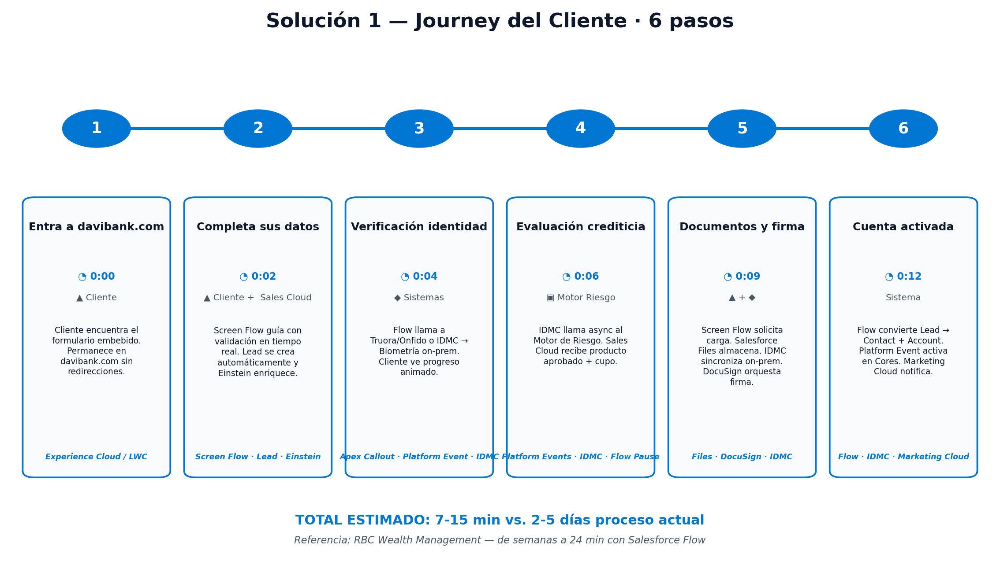 Solución 1 — Journey del Cliente · 6 pasos
1
2
3
4
5
6
Entra a davibank.com
◔ 0:00
▲ Cliente
Cliente encuentra el
formulario embebido.
Permanece en
davibank.com sin
redirecciones.
Experience Cloud / LWC
Completa sus datos
◔ 0:02
▲ Cliente +  Sales Cloud
Screen Flow guía con
validación en tiempo
real. Lead se crea
automáticamente y
Einstein enriquece.
Screen Flow · Lead · Einstein
Verificación identidad
◔ 0:04
◆ Sistemas
Flow llama a
Truora/Onfido o IDMC →
Biometría on-prem.
Cliente ve progreso
animado.
Apex Callout · Platform Event · IDMC
Evaluación crediticia
◔ 0:06
▣ Motor Riesgo
IDMC llama async al
Motor de Riesgo. Sales
Cloud recibe producto
aprobado + cupo.
Platform Events · IDMC · Flow Pause
Documentos y firma
◔ 0:09
▲ + ◆
Screen Flow solicita
carga. Salesforce
Files almacena. IDMC
sincroniza on-prem.
DocuSign orquesta
firma.
Files · DocuSign · IDMC
Cuenta activada
◔ 0:12
Sistema
Flow convierte Lead →
Contact + Account.
Platform Event activa
en Cores. Marketing
Cloud notifica.
Flow · IDMC · Marketing Cloud
TOTAL ESTIMADO: 7-15 min vs. 2-5 días proceso actual
Referencia: RBC Wealth Management — de semanas a 24 min con Salesforce Flow